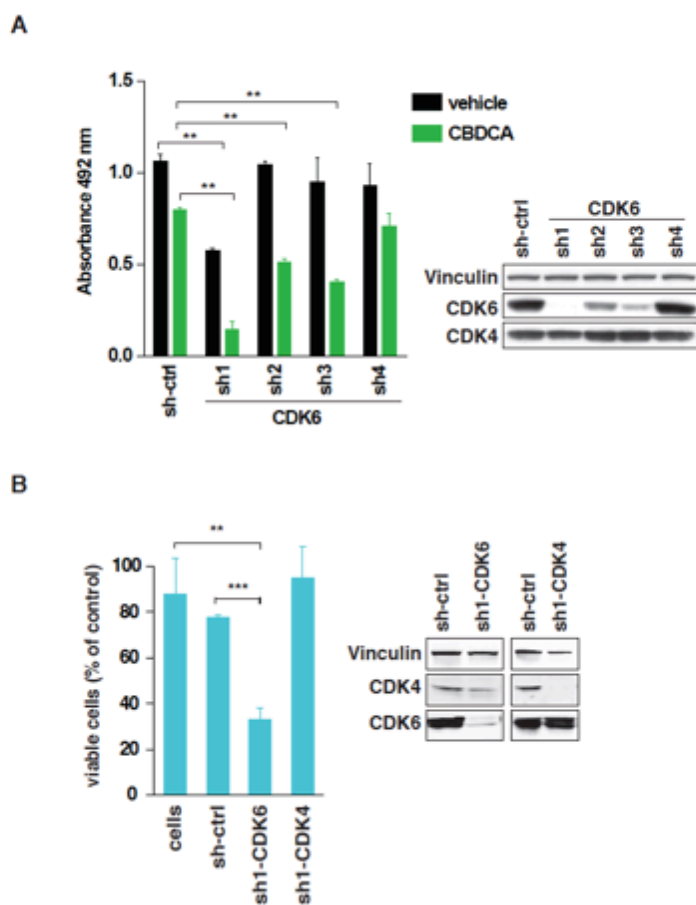 A
Absorbance 492 nm
1.5
1.0
0.5
0.0
**
**
**
**
vehicle
CBDCA
sh-ctrl
sh1
sh2
sh3
sh4
CDK6
sh-ctrl
CDK6
sh1
sh2
sh3
sh4
Vinculin
CDK6
CDK4
B
viable cells (% of control)
100
80
60
40
20
0
**
***
cells
sh-ctrl
sh1-CDK6
sh1-CDK4
sh-ctrl
sh1-CDK6
sh-ctrl
sh1-CDK4
Vinculin
CDK4
CDK6